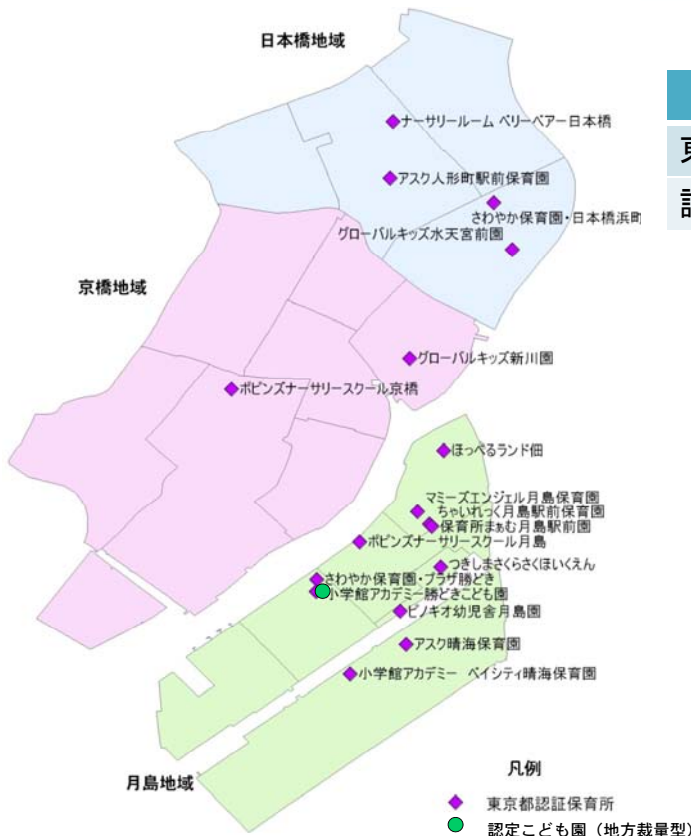 日本橋地域
ナーサリールーム ベリーベアー日本橋
アスク人形町駅前保育園
さわやか保育園・日本橋浜町
グローバルキッズ水天宮前園
京橋地域
グローバルキッズ新川園
ポピンズナーサリースクール京橋
ほっぺるランド佃
マミーズエンジェル月島保育園
ちゃいれっく月島駅前保育園
保育所まぁむ月島駅前園
ポピンズナーサリースクール月島
つきしまさくらさくほいくえん
さわやか保育園・プラザ勝どき
小学館アカデミー勝どきこども園
ピノキオ幼児舎月島園
アスク晴海保育園
小学館アカデミー ベイシティ晴海保育園
月島地域
凡例
東京都認証保育所
認定こども園（地方裁量型）